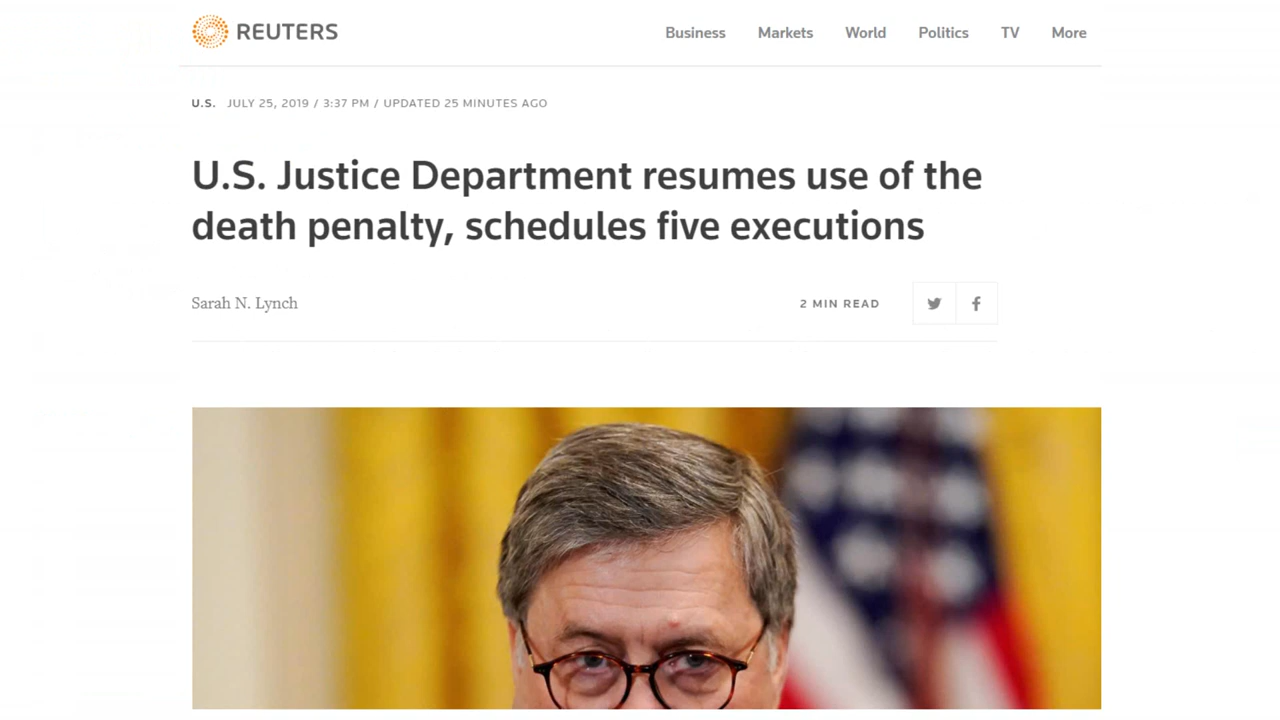 REUTERS
Business Markets World Politics TV More
U.S. JULY 25, 2019 / 3:37 PM / UPDATED 25 MINUTES AGO
U.S. Justice Department resumes use of the
death penalty, schedules five executions
Sarah N. Lynch
2 MIN READ